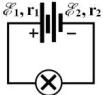 ℰ₁, r₁ ℰ₂, r₂
+ −